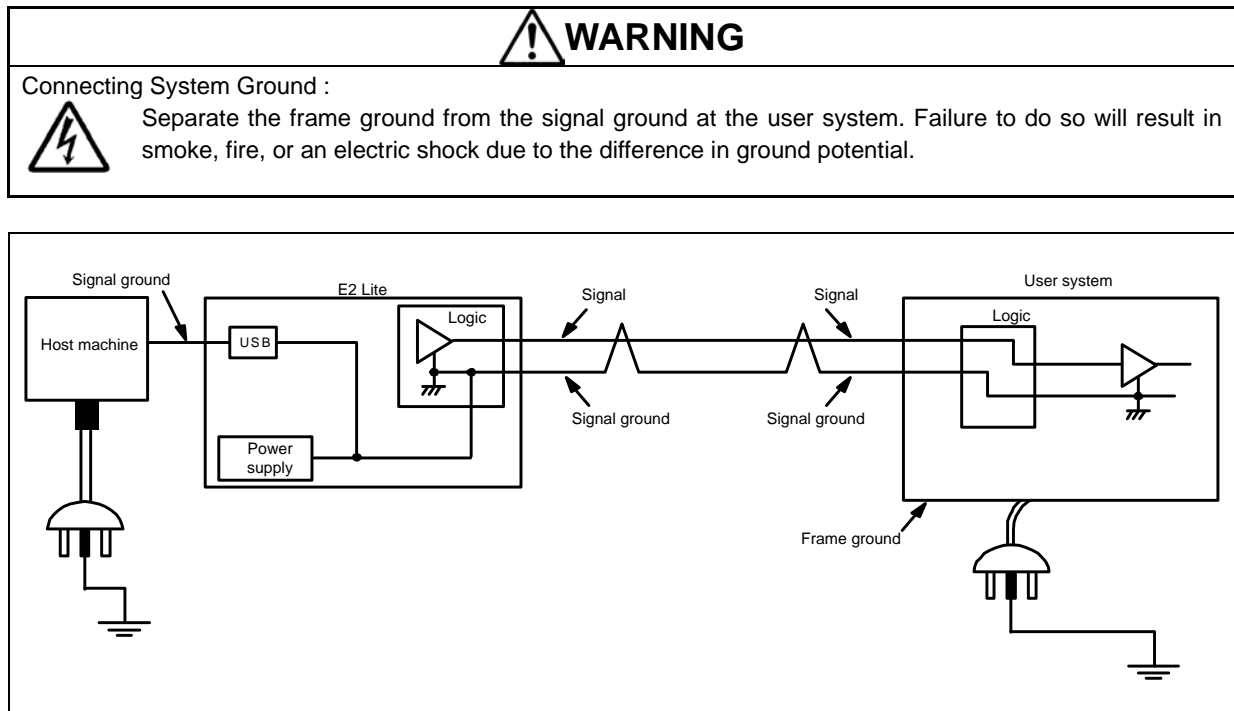 WARNING
Connecting System Ground :
Separate the frame ground from the signal ground at the user system. Failure to do so will result in
smoke, fire, or an electric shock due to the difference in ground potential.
Signal ground
E2 Lite
Signal
Signal
User system
Host machine
USB
Logic
Logic
Signal ground
Signal ground
Power
supply
Frame ground